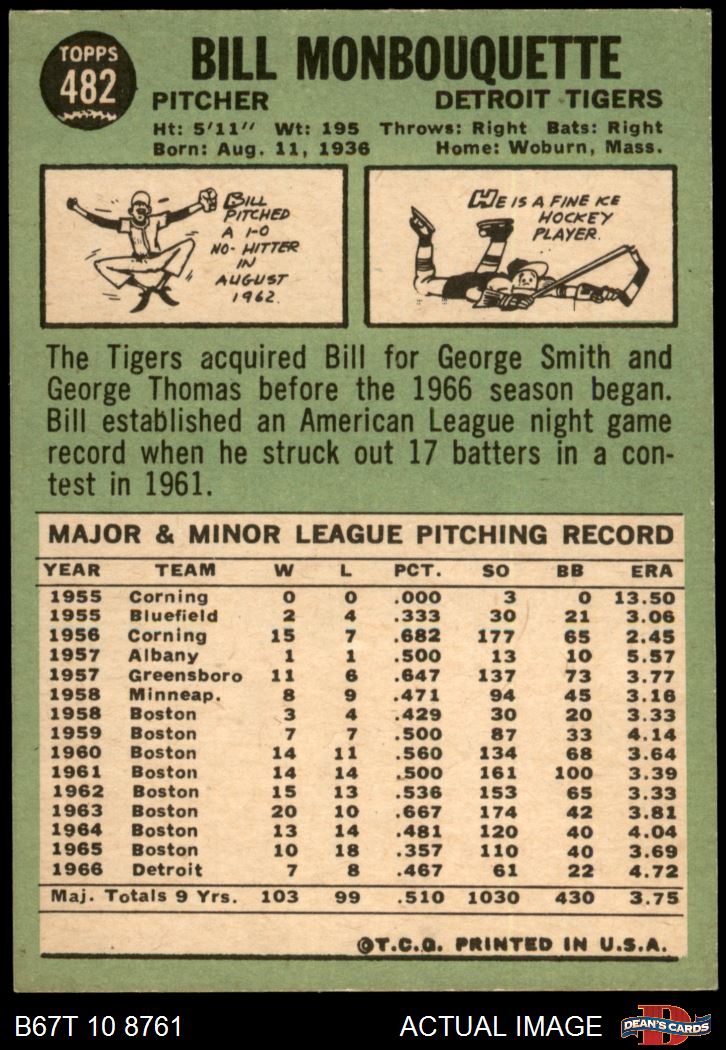 TOPPS
482
BILL MONBOUQUETTE
PITCHER DETROIT TIGERS
Ht: 5'11" Wt: 195 Throws: Right Bats: Right
Born: Aug. 11, 1936 Home: Woburn, Mass.
BILL
PITCHED
A 1-0
NO-HITTER
IN
AUGUST
1962.
HE IS A FINE ICE
HOCKEY
PLAYER.
The Tigers acquired Bill for George Smith and
George Thomas before the 1966 season began.
Bill established an American League night game
record when he struck out 17 batters in a con-
test in 1961.
MAJOR & MINOR LEAGUE PITCHING RECORD
YEAR TEAM W L PCT. SO BB ERA
1955 Corning 0 0 .000 3 0 13.50
1955 Bluefield 2 4 .333 30 21 3.06
1956 Corning 15 7 .682 177 65 2.45
1957 Albany 1 1 .500 13 10 5.57
1957 Greensboro 11 6 .647 137 73 3.77
1958 Minneap. 8 9 .471 94 45 3.16
1958 Boston 3 4 .429 30 20 3.33
1959 Boston 7 7 .500 87 33 4.14
1960 Boston 14 11 .560 134 68 3.64
1961 Boston 14 14 .500 161 100 3.39
1962 Boston 15 13 .536 153 65 3.33
1963 Boston 20 10 .667 174 42 3.81
1964 Boston 13 14 .481 120 40 4.04
1965 Boston 10 18 .357 110 40 3.69
1966 Detroit 7 8 .467 61 22 4.72
Maj. Totals 9 Yrs. 103 99 .510 1030 430 3.75
©T.C.G. PRINTED IN U.S.A.
B67T 10 8761 ACTUAL IMAGE
D
DEAN'S CARDS